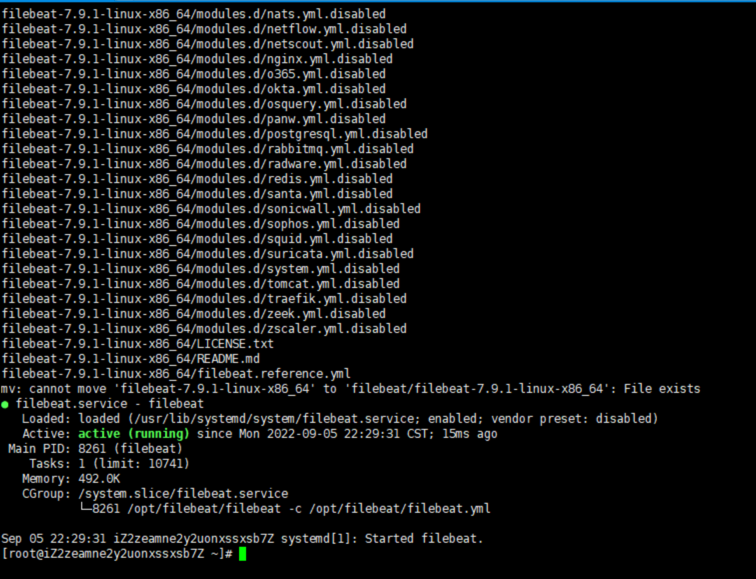 filebeat-7.9.1-linux-x86_64/modules.d/nats.yml.disabled
filebeat-7.9.1-linux-x86_64/modules.d/netflow.yml.disabled
filebeat-7.9.1-linux-x86_64/modules.d/netscout.yml.disabled
filebeat-7.9.1-linux-x86_64/modules.d/nginx.yml.disabled
filebeat-7.9.1-linux-x86_64/modules.d/o365.yml.disabled
filebeat-7.9.1-linux-x86_64/modules.d/okta.yml.disabled
filebeat-7.9.1-linux-x86_64/modules.d/osquery.yml.disabled
filebeat-7.9.1-linux-x86_64/modules.d/panw.yml.disabled
filebeat-7.9.1-linux-x86_64/modules.d/postgresql.yml.disabled
filebeat-7.9.1-linux-x86_64/modules.d/rabbitmq.yml.disabled
filebeat-7.9.1-linux-x86_64/modules.d/radware.yml.disabled
filebeat-7.9.1-linux-x86_64/modules.d/redis.yml.disabled
filebeat-7.9.1-linux-x86_64/modules.d/santa.yml.disabled
filebeat-7.9.1-linux-x86_64/modules.d/sonicwall.yml.disabled
filebeat-7.9.1-linux-x86_64/modules.d/sophos.yml.disabled
filebeat-7.9.1-linux-x86_64/modules.d/squid.yml.disabled
filebeat-7.9.1-linux-x86_64/modules.d/suricata.yml.disabled
filebeat-7.9.1-linux-x86_64/modules.d/system.yml.disabled
filebeat-7.9.1-linux-x86_64/modules.d/tomcat.yml.disabled
filebeat-7.9.1-linux-x86_64/modules.d/traefik.yml.disabled
filebeat-7.9.1-linux-x86_64/modules.d/zeek.yml.disabled
filebeat-7.9.1-linux-x86_64/modules.d/zscaler.yml.disabled
filebeat-7.9.1-linux-x86_64/LICENSE.txt
filebeat-7.9.1-linux-x86_64/README.md
filebeat-7.9.1-linux-x86_64/filebeat.reference.yml
mv: cannot move 'filebeat-7.9.1-linux-x86_64' to 'filebeat/filebeat-7.9.1-linux-x86_64': File exists
● filebeat.service - filebeat
   Loaded: loaded (/usr/lib/systemd/system/filebeat.service; enabled; vendor preset: disabled)
   Active: active (running) since Mon 2022-09-05 22:29:31 CST; 15ms ago
 Main PID: 8261 (filebeat)
    Tasks: 1 (limit: 10741)
   Memory: 492.0K
   CGroup: /system.slice/filebeat.service
           └─8261 /opt/filebeat/filebeat -c /opt/filebeat/filebeat.yml
Sep 05 22:29:31 iZ2zeamne2y2uonxssxsb7Z systemd[1]: Started filebeat.
[root@iZ2zeamne2y2uonxssxsb7Z ~]#